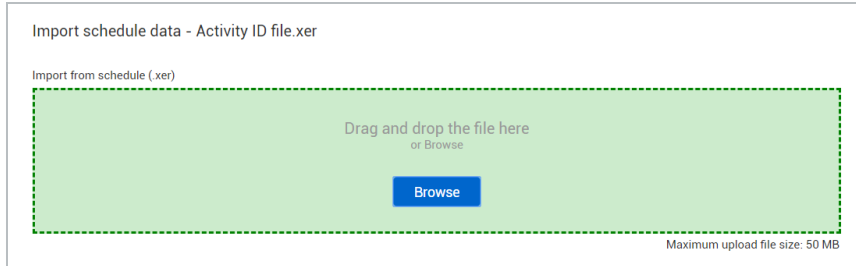 Import schedule data - Activity ID file.xer
Import from schedule (.xer)
Drag and drop the file here
or Browse
Browse
Maximum upload file size: 50 MB